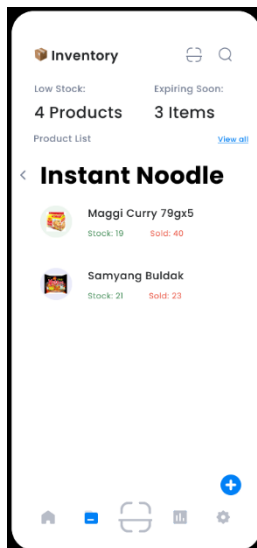 Inventory
Low Stock: Expiring Soon:
4 Products 3 Items
Product List View all
Instant Noodle
Maggi Curry 79gx5
Stock: 19 Sold: 40
Samyang Buldak
Stock: 21 Sold: 23